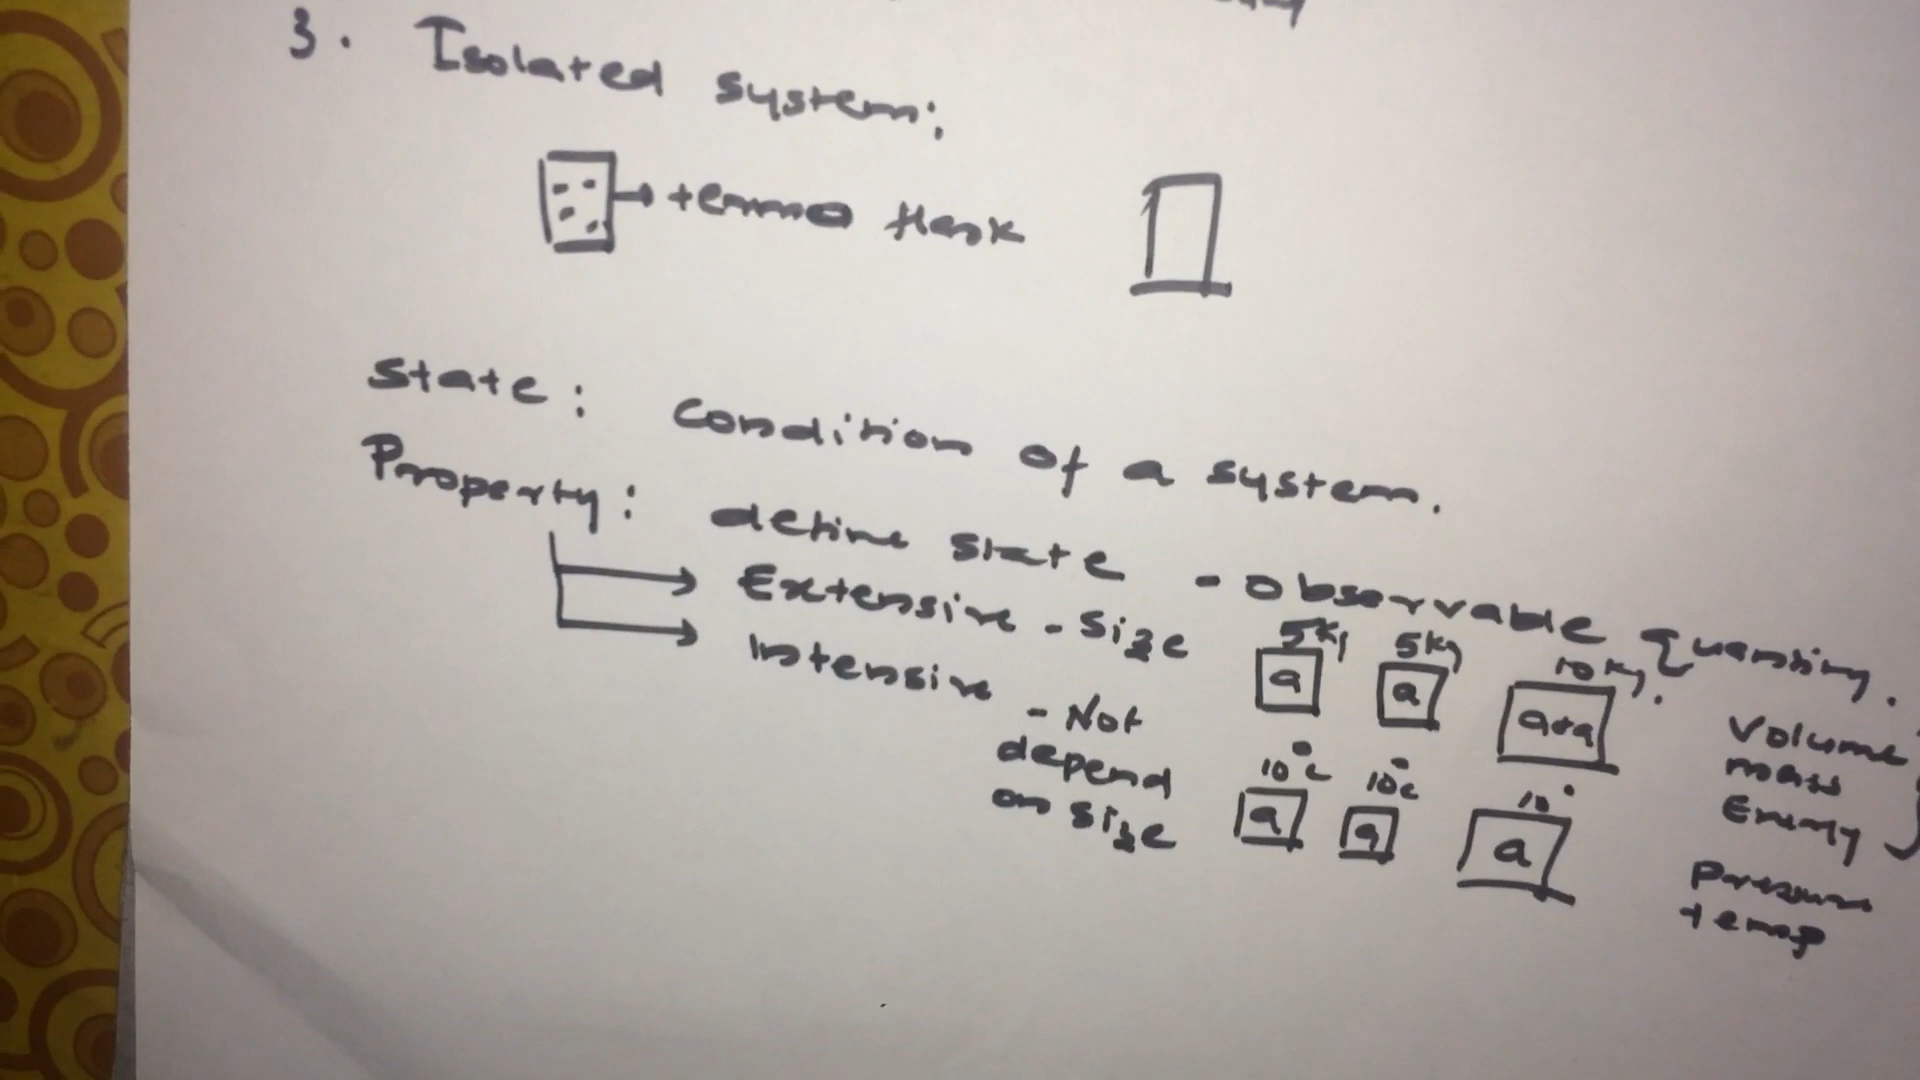 3. Isolated system:
termo flask
State: Condition of a system.
Property: define state - Observable quantity.
Extensive - Size
5kg 5kg 10kg.
a a a+a
Intensive - Not
depend
on size
10°c 10°c 10°
a a a
Volume
mass
Energy
Pressure
temp